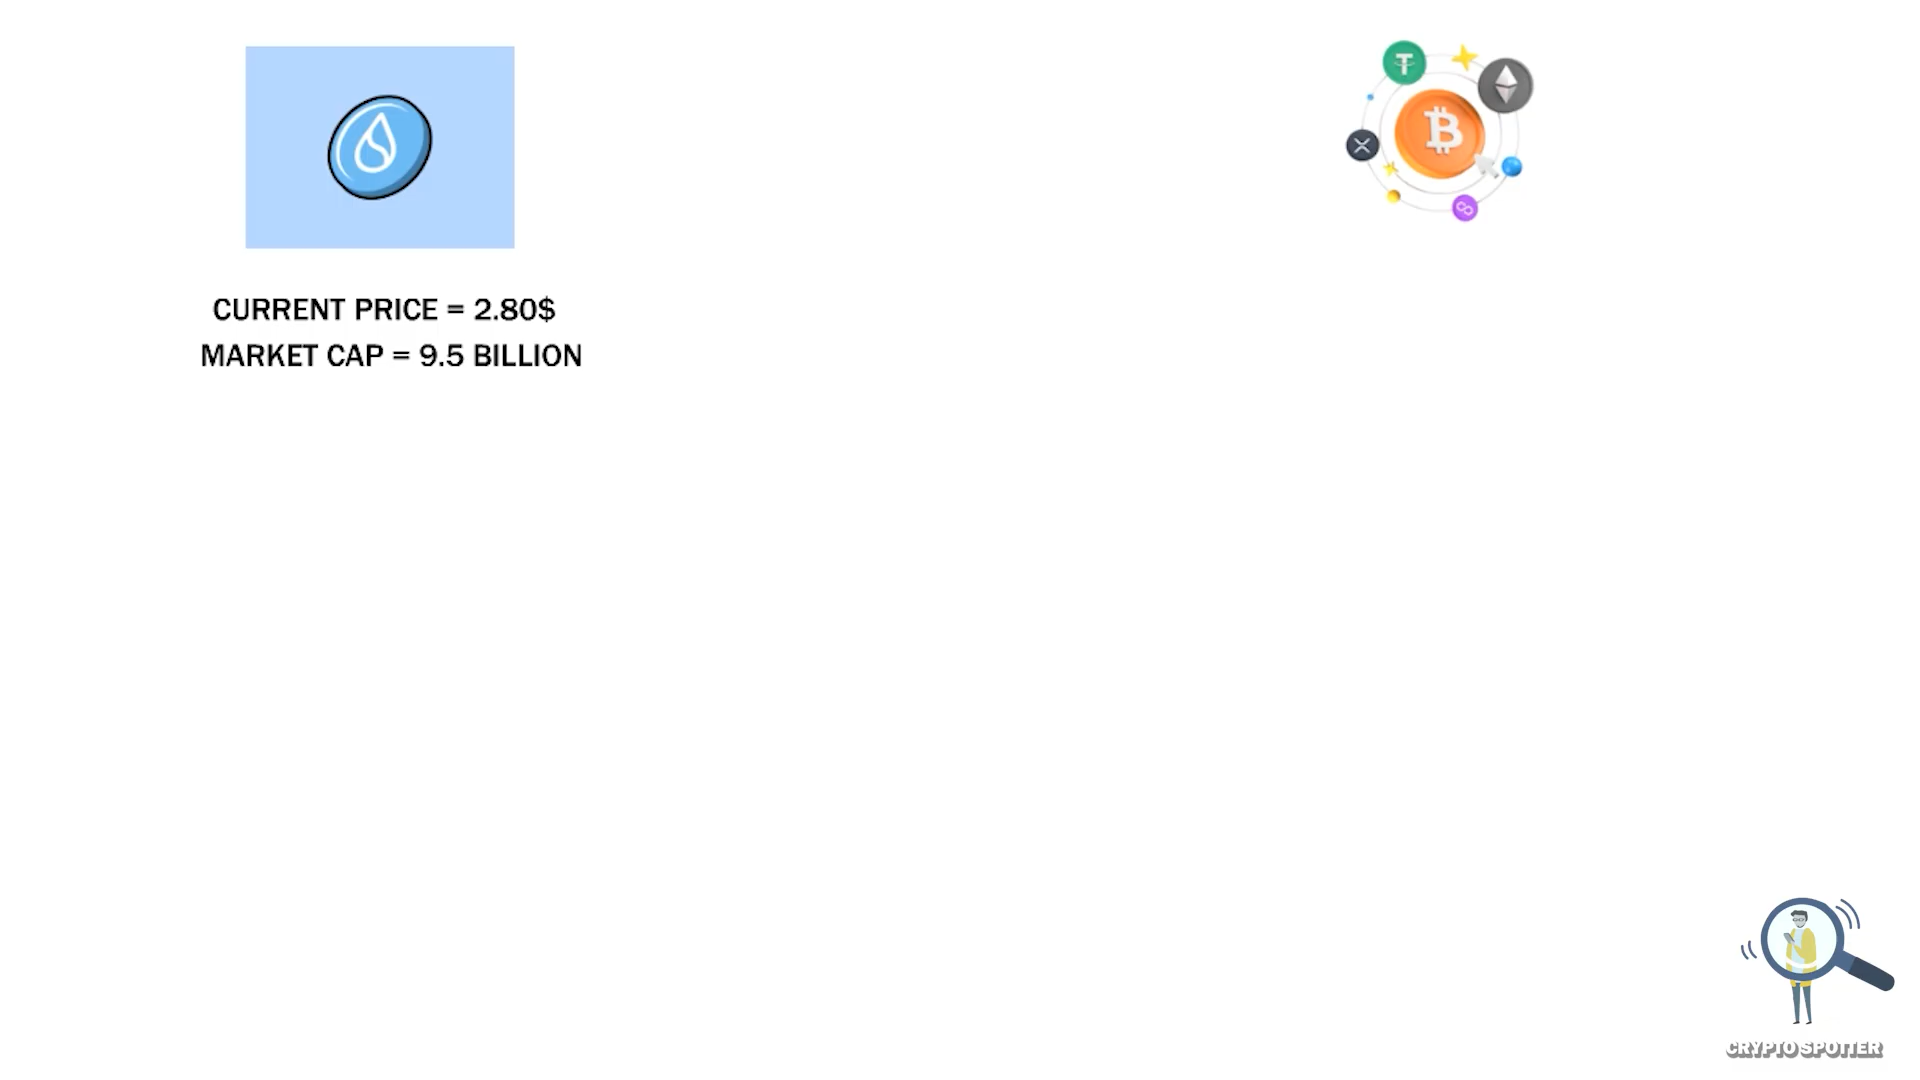 CURRENT PRICE = 2.80$
MARKET CAP = 9.5 BILLION
CRYPTO SPOTTER